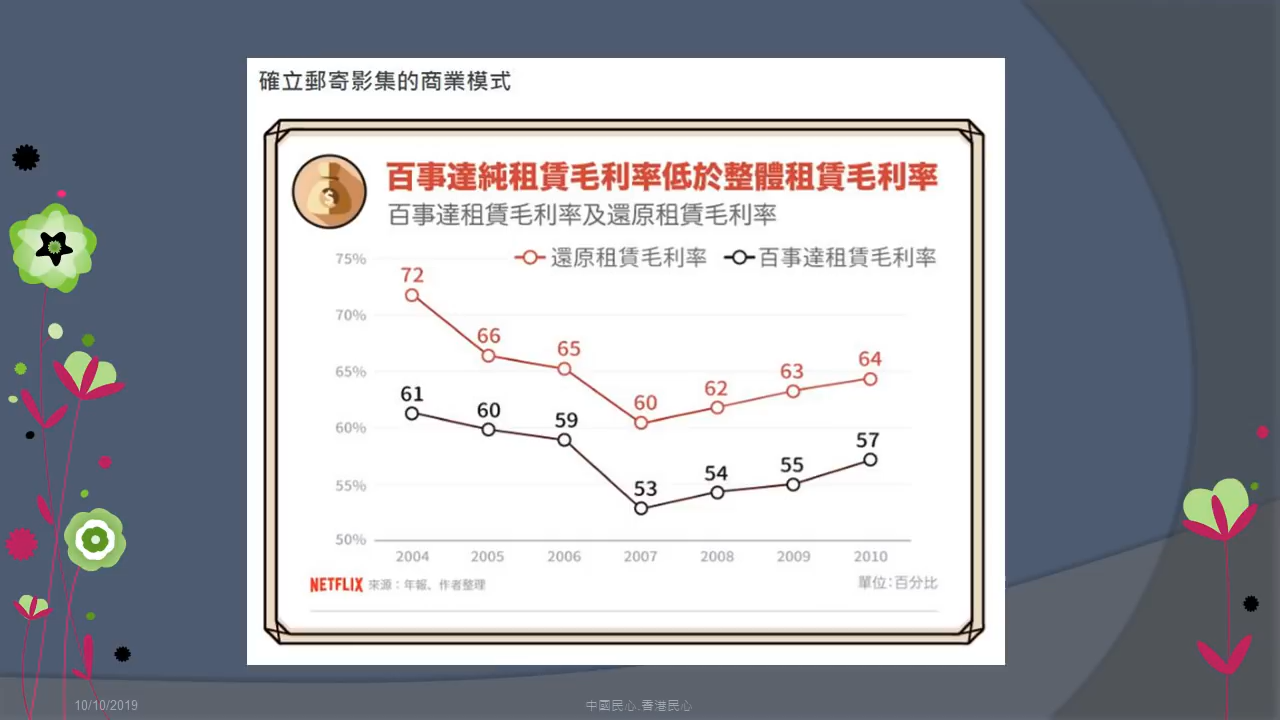 確立郵寄影集的商業模式
百事達純租賃毛利率低於整體租賃毛利率
百事達租賃毛利率及還原租賃毛利率
還原租賃毛利率 百事達租賃毛利率
75%
72
70%
66
65
65%
64
63
62
60
61
60
59
60%
57
55
54
53
55%
50%
2004 2005 2006 2007 2008 2009 2010
NETFLIX 來源：年報、作者整理
單位：百分比
10/10/2019
中國民心.香港民心